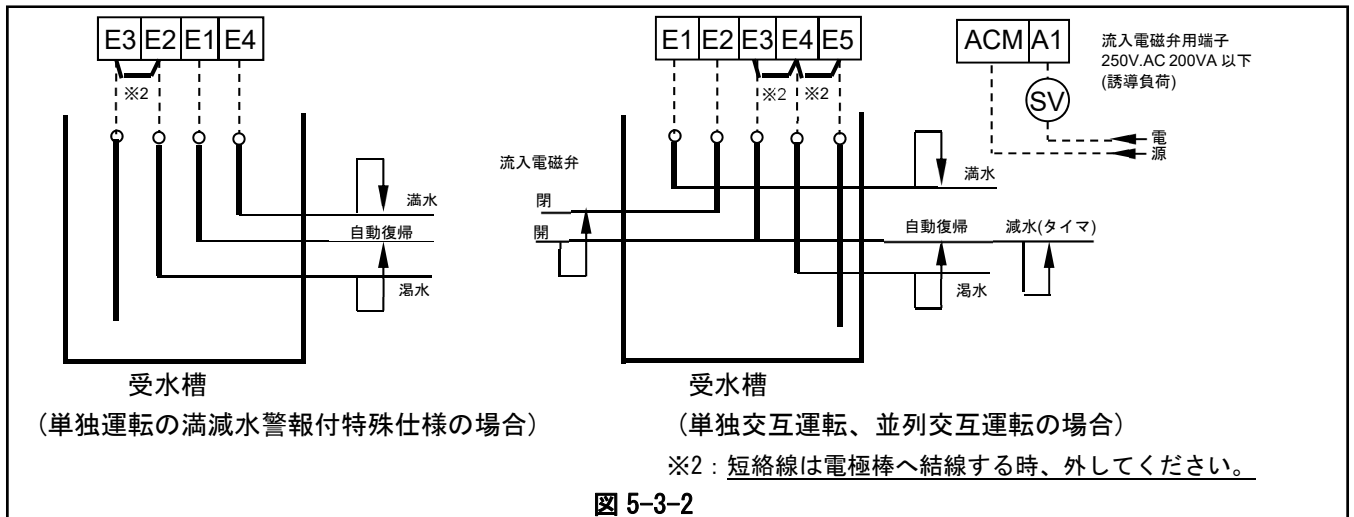 E3 E2 E1 E4
※2
満水
自動復帰
渇水
受水槽
(単独運転の満減水警報付特殊仕様の場合)
E1 E2 E3 E4 E5
※2 ※2
流入電磁弁
閉
開
満水
自動復帰 減水(タイマ)
渇水
ACM A1
流入電磁弁用端子
250V.AC 200VA 以下
(誘導負荷)
SV
電
源
受水槽
(単独交互運転、並列交互運転の場合)
※2:短絡線は電極棒へ結線する時、外してください。
図 5-3-2